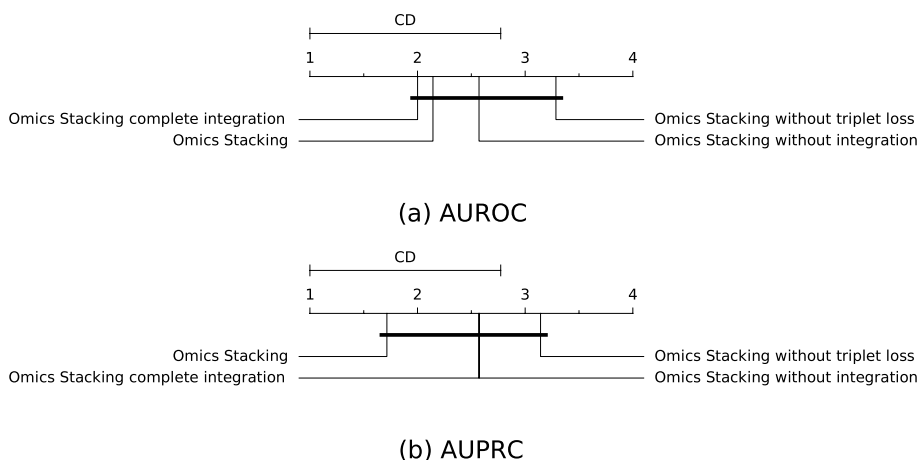 CD
1 2 3 4
Omics Stacking complete integration Omics Stacking without triplet loss
Omics Stacking Omics Stacking without integration
(a) AUROC
CD
1 2 3 4
Omics Stacking Omics Stacking without triplet loss
Omics Stacking complete integration Omics Stacking without integration
(b) AUPRC